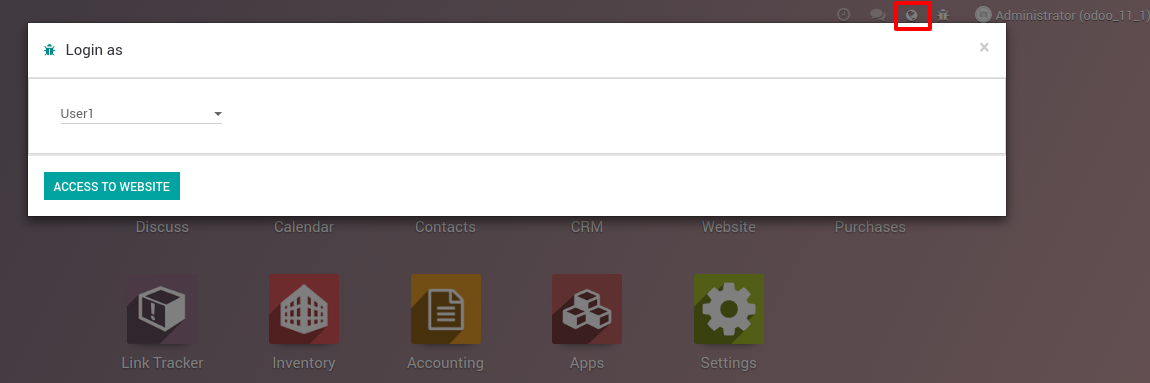 Administrator (odoo_11_1)
Login as
×
User1
ACCESS TO WEBSITE
Discuss Calendar Contacts CRM Website Purchases
Link Tracker Inventory Accounting Apps Settings